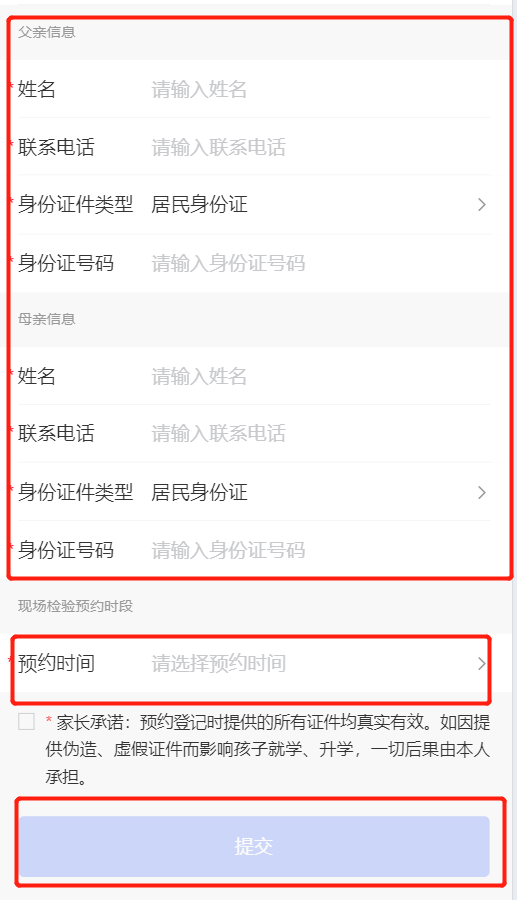 父亲信息
* 姓名 请输入姓名
* 联系电话 请输入联系电话
* 身份证件类型 居民身份证
* 身份证号码 请输入身份证号码
母亲信息
* 姓名 请输入姓名
* 联系电话 请输入联系电话
* 身份证件类型 居民身份证
* 身份证号码 请输入身份证号码
现场检验预约时段
* 预约时间 请选择预约时间
* 家长承诺：预约登记时提供的所有证件均真实有效。如因提
供伪造、虚假证件而影响孩子就学、升学，一切后果由本人
承担。
提交